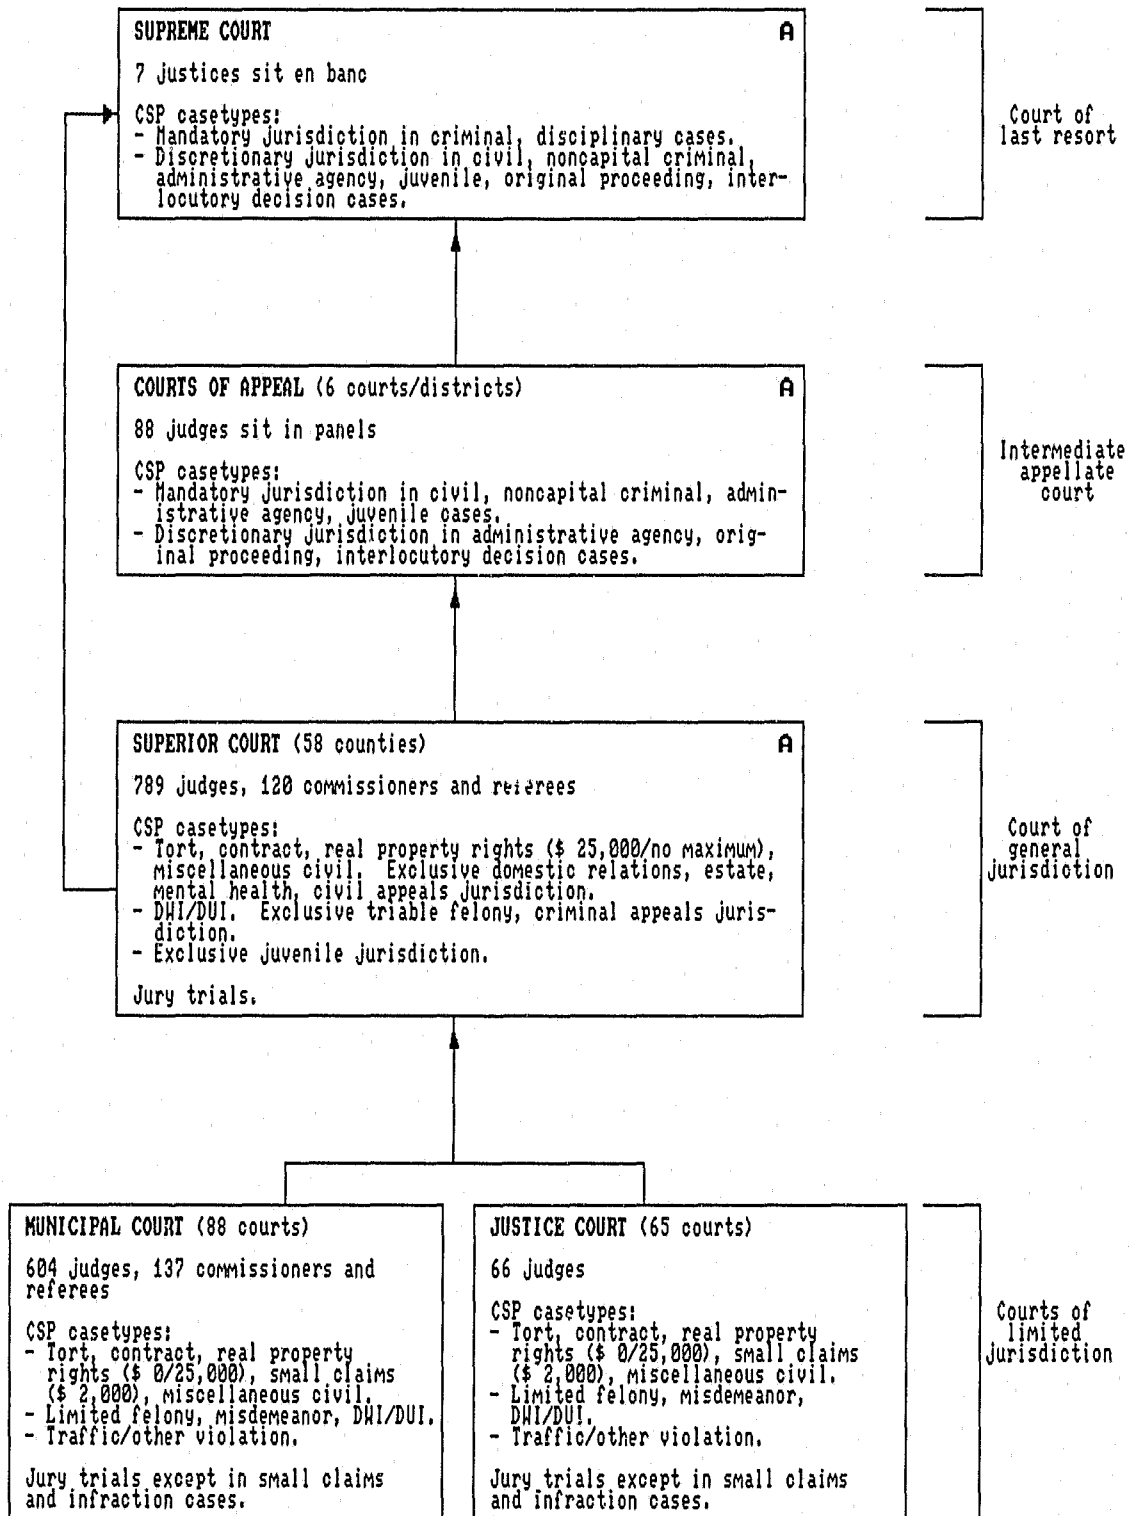 SUPREME COURT A
7 justices sit en banc
CSP casetypes:
- Mandatory jurisdiction in criminal, disciplinary cases.
- Discretionary jurisdiction in civil, noncapital criminal,
administrative agency, juvenile, original proceeding, inter-
locutory decision cases.
Court of
last resort
COURTS OF APPEAL (6 courts/districts) A
88 judges sit in panels
CSP casetypes:
- Mandatory jurisdiction in civil, noncapital criminal, admin-
istrative agency, juvenile cases.
- Discretionary jurisdiction in administrative agency, orig-
inal proceeding, interlocutory decision cases.
Intermediate
appellate
court
SUPERIOR COURT (58 counties) A
789 judges, 120 commissioners and referees
CSP casetypes:
- Tort, contract, real property rights ($ 25,000/no maximum),
miscellaneous civil. Exclusive domestic relations, estate,
mental health, civil appeals jurisdiction.
- DWI/DUI. Exclusive triable felony, criminal appeals juris-
diction.
- Exclusive juvenile jurisdiction.
Jury trials.
Court of
general
jurisdiction
MUNICIPAL COURT (88 courts)
604 judges, 137 commissioners and
referees
CSP casetypes:
- Tort, contract, real property
rights ($ 0/25,000), small claims
($ 2,000), miscellaneous civil.
- Limited felony, misdemeanor, DWI/DUI.
- Traffic/other violation.
Jury trials except in small claims
and infraction cases.
JUSTICE COURT (65 courts)
66 judges
CSP casetypes:
- Tort, contract, real property
rights ($ 0/25,000), small claims
($ 2,000), miscellaneous civil.
- Limited felony, misdemeanor,
DWI/DUI.
- Traffic/other violation.
Jury trials except in small claims
and infraction cases.
Courts of
limited
jurisdiction